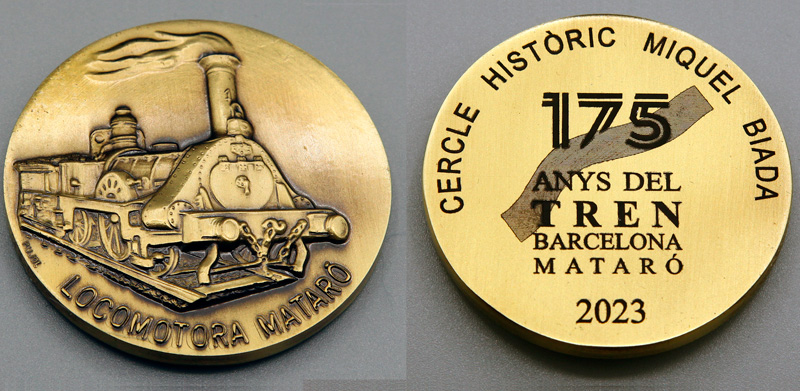 LOCOMOTORA MATARÓ
CERCLE HISTÒRIC MIQUEL BIADA
175
ANYS DEL
TREN
BARCELONA
MATARÓ
2023